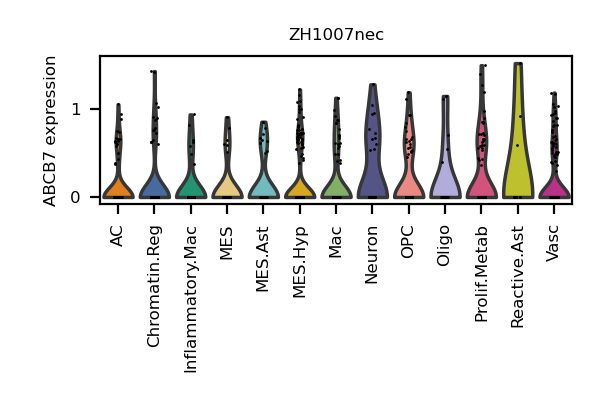 ZH1007nec
ABCB7 expression
1
0
AC
Chromatin.Reg
Inflammatory.Mac
MES
MES.Ast
MES.Hyp
Mac
Neuron
OPC
Oligo
Prolif.Metab
Reactive.Ast
Vasc